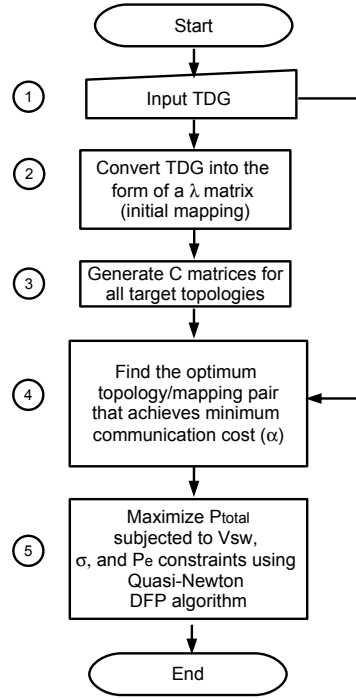 Start
1
Input TDG
2
Convert TDG into the
form of a λ matrix
(initial mapping)
3
Generate C matrices for
all target topologies
4
Find the optimum
topology/mapping pair
that achieves minimum
communication cost (α)
5
Maximize Ptotal
subjected to Vsw,
σ, and Pe constraints using
Quasi-Newton
DFP algorithm
End